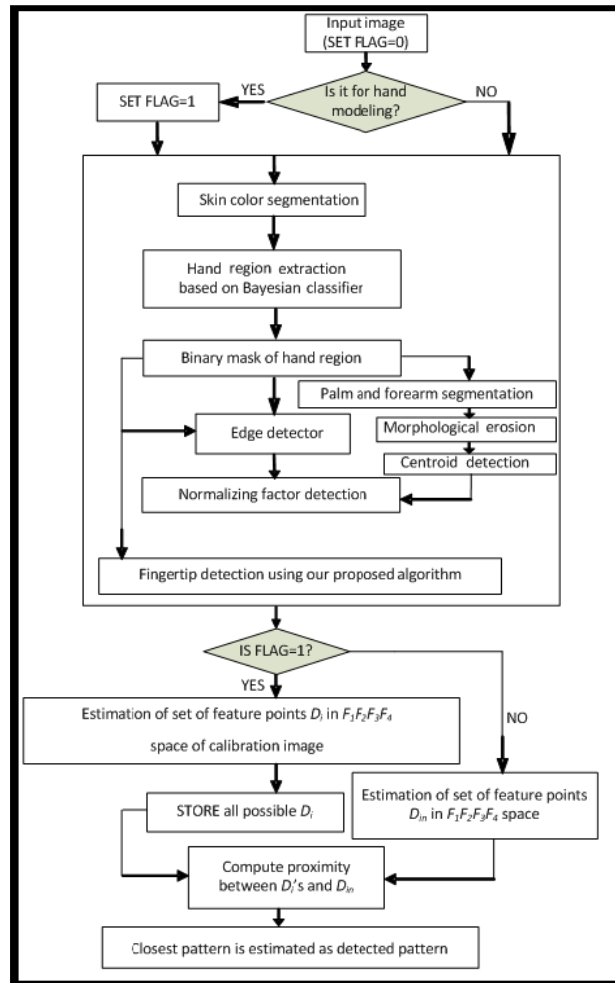 Input image
(SET FLAG=0)
Is it for hand
modeling?
YES
NO
SET FLAG=1
Skin color segmentation
Hand region extraction
based on Bayesian classifier
Binary mask of hand region
Palm and forearm segmentation
Edge detector
Morphological erosion
Centroid detection
Normalizing factor detection
Fingertip detection using our proposed algorithm
IS FLAG=1?
YES
NO
Estimation of set of feature points Di in F1F2F3F4
space of calibration image
STORE all possible Di
Estimation of set of feature points
Din in F1F2F3F4 space
Compute proximity
between Di's and Din
Closest pattern is estimated as detected pattern